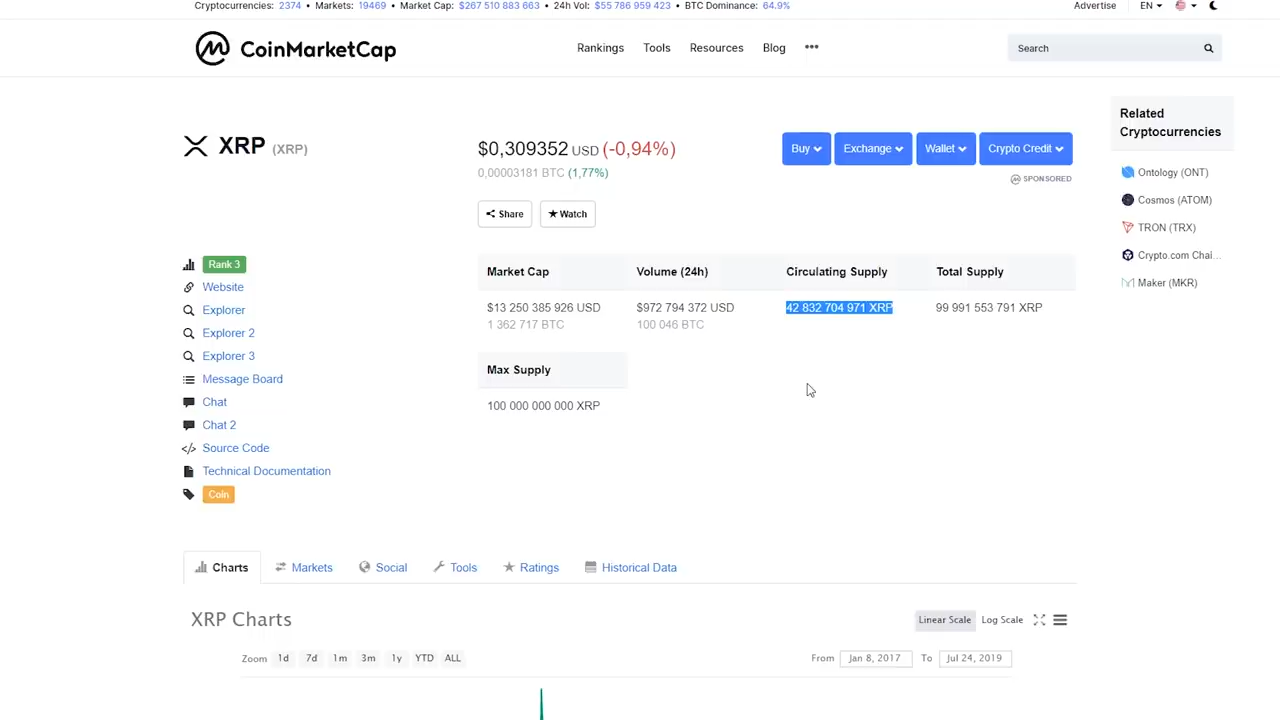 Cryptocurrencies: 2374 • Markets: 19469 • Market Cap: $267 510 883 663 • 24h Vol: $55 786 959 423 • BTC Dominance: 64.9%
Advertise EN
CoinMarketCap
Rankings Tools Resources Blog •••
Search
XRP (XRP)
$0,309352 USD (-0,94%)
0,00003181 BTC (1,77%)
Share Watch
Buy Exchange Wallet Crypto Credit
SPONSORED
Related
Cryptocurrencies
Ontology (ONT)
Cosmos (ATOM)
TRON (TRX)
Crypto.com Chai...
Maker (MKR)
Rank 3
Website
Explorer
Explorer 2
Explorer 3
Message Board
Chat
Chat 2
Source Code
Technical Documentation
Coin
Market Cap Volume (24h) Circulating Supply Total Supply
$13 250 385 926 USD $972 794 372 USD 42 832 704 971 XRP 99 991 553 791 XRP
1 362 717 BTC 100 046 BTC
Max Supply
100 000 000 000 XRP
Charts Markets Social Tools Ratings Historical Data
XRP Charts
Linear Scale Log Scale
Zoom 1d 7d 1m 3m 1y YTD ALL
From Jan 8, 2017 To Jul 24, 2019